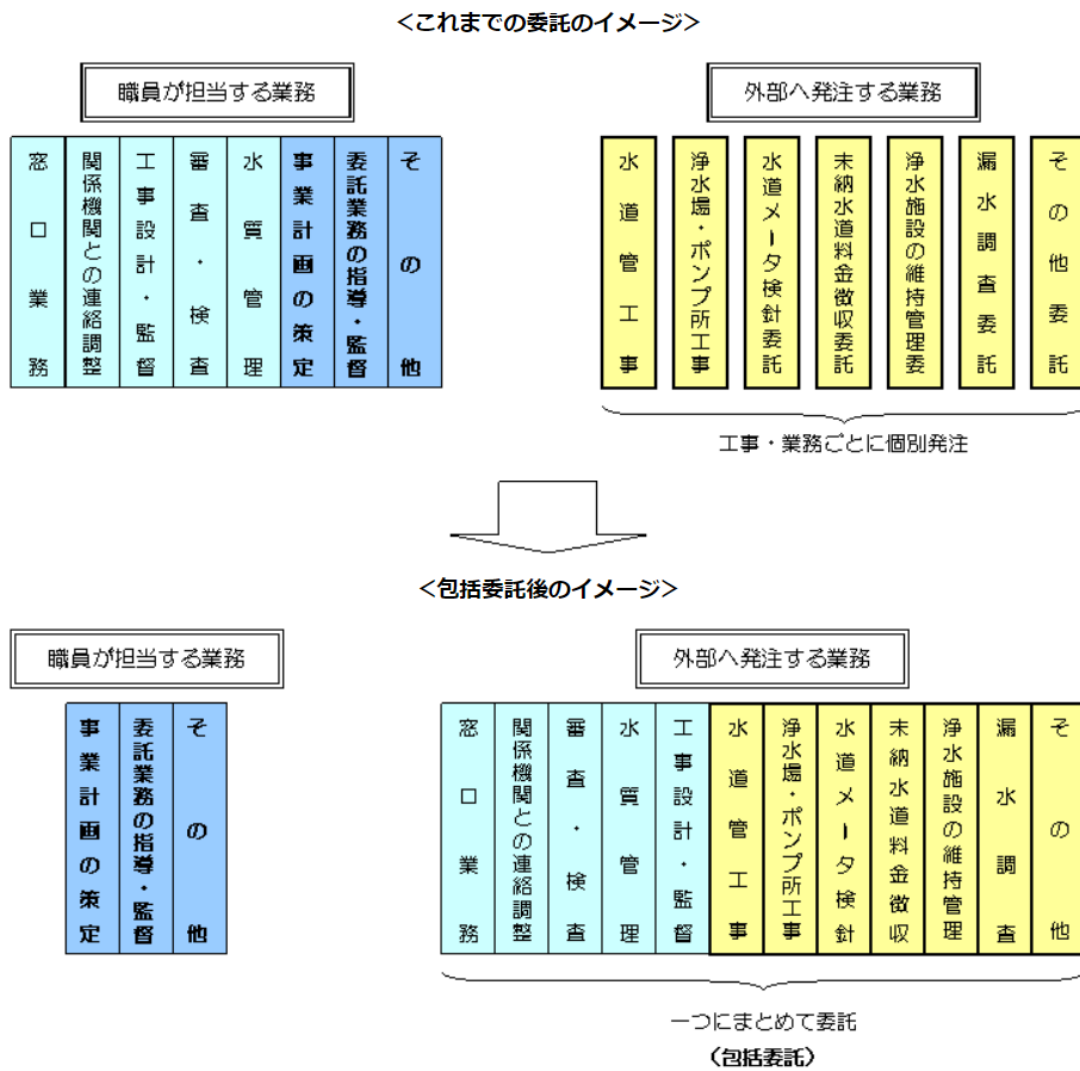 ＜これまでの委託のイメージ＞
職員が担当する業務
窓口業務
関係機関との連絡調整
工事設計・監督
審査・検査
水質管理
事業計画の策定
委託業務の指導・監督
その他
外部へ発注する業務
水道管工事
浄水場・ポンプ所工事
水道メータ検針委託
未納水道料金徴収委託
浄水施設の維持管理委
漏水調査委託
その他委託
工事・業務ごとに個別発注
＜包括委託後のイメージ＞
職員が担当する業務
事業計画の策定
委託業務の指導・監督
その他
外部へ発注する業務
窓口業務
関係機関との連絡調整
審査・検査
水質管理
工事設計・監督
水道管工事
浄水場・ポンプ所工事
水道メータ検針
未納水道料金徴収
浄水施設の維持管理
漏水調査
その他
一つにまとめて委託
（包括委託）